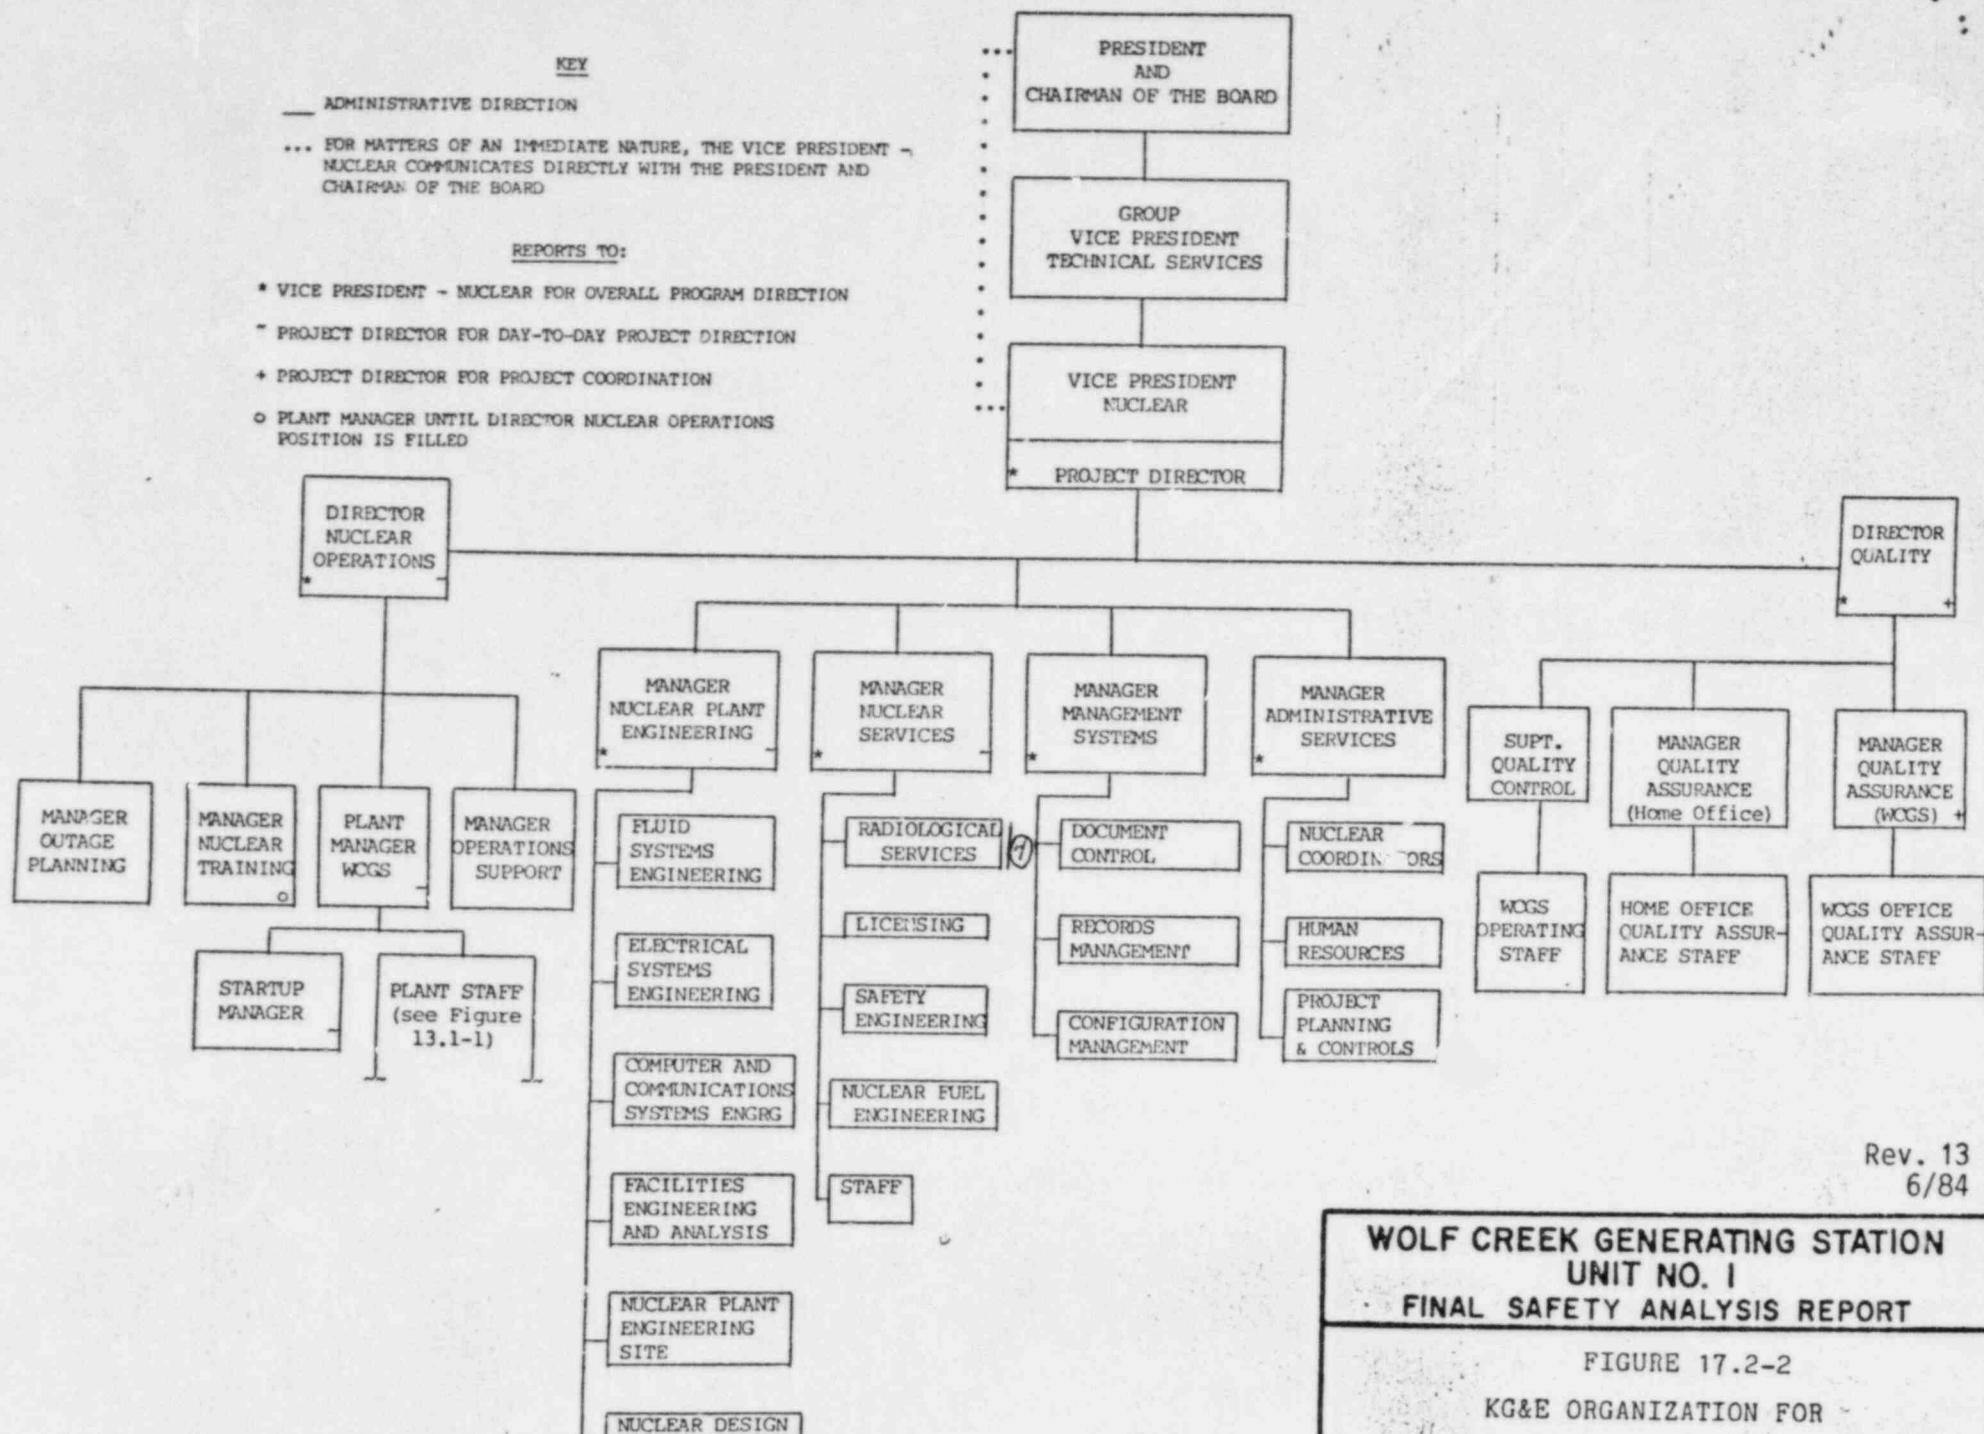 KEY
___ ADMINISTRATIVE DIRECTION
... FOR MATTERS OF AN IMMEDIATE NATURE, THE VICE PRESIDENT -
NUCLEAR COMMUNICATES DIRECTLY WITH THE PRESIDENT AND
CHAIRMAN OF THE BOARD
REPORTS TO:
* VICE PRESIDENT - NUCLEAR FOR OVERALL PROGRAM DIRECTION
~ PROJECT DIRECTOR FOR DAY-TO-DAY PROJECT DIRECTION
+ PROJECT DIRECTOR FOR PROJECT COORDINATION
o PLANT MANAGER UNTIL DIRECTOR NUCLEAR OPERATIONS
POSITION IS FILLED
PRESIDENT
AND
CHAIRMAN OF THE BOARD
GROUP
VICE PRESIDENT
TECHNICAL SERVICES
VICE PRESIDENT
NUCLEAR
* PROJECT DIRECTOR
DIRECTOR
NUCLEAR
OPERATIONS
* ~
DIRECTOR
QUALITY
* +
MANAGER
OUTAGE
PLANNING
MANAGER
NUCLEAR
TRAINING
o
PLANT
MANAGER
WCGS
~
MANAGER
OPERATIONS
SUPPORT
STARTUP
MANAGER
~
PLANT STAFF
(see Figure
13.1-1)
MANAGER
NUCLEAR PLANT
ENGINEERING
* ~
FLUID
SYSTEMS
ENGINEERING
ELECTRICAL
SYSTEMS
ENGINEERING
COMPUTER AND
COMMUNICATIONS
SYSTEMS ENGRG
FACILITIES
ENGINEERING
AND ANALYSIS
NUCLEAR PLANT
ENGINEERING
SITE
NUCLEAR DESIGN
MANAGER
NUCLEAR
SERVICES
* ~
RADIOLOGICAL
SERVICES
7
LICENSING
SAFETY
ENGINEERING
NUCLEAR FUEL
ENGINEERING
STAFF
MANAGER
MANAGEMENT
SYSTEMS
*
DOCUMENT
CONTROL
RECORDS
MANAGEMENT
CONFIGURATION
MANAGEMENT
MANAGER
ADMINISTRATIVE
SERVICES
*
NUCLEAR
HUMAN
RESOURCES
PROJECT
PLANNING
& CONTROLS
SUPT.
QUALITY
CONTROL
WCGS
OPERATING
STAFF
MANAGER
QUALITY
ASSURANCE
(Home Office)
HOME OFFICE
QUALITY ASSUR-
ANCE STAFF
MANAGER
QUALITY
ASSURANCE
(WCGS) +
WCGS OFFICE
QUALITY ASSUR-
ANCE STAFF
Rev. 13
6/84
WOLF CREEK GENERATING STATION
UNIT NO. 1
FINAL SAFETY ANALYSIS REPORT
FIGURE 17.2-2
KG&E ORGANIZATION FOR